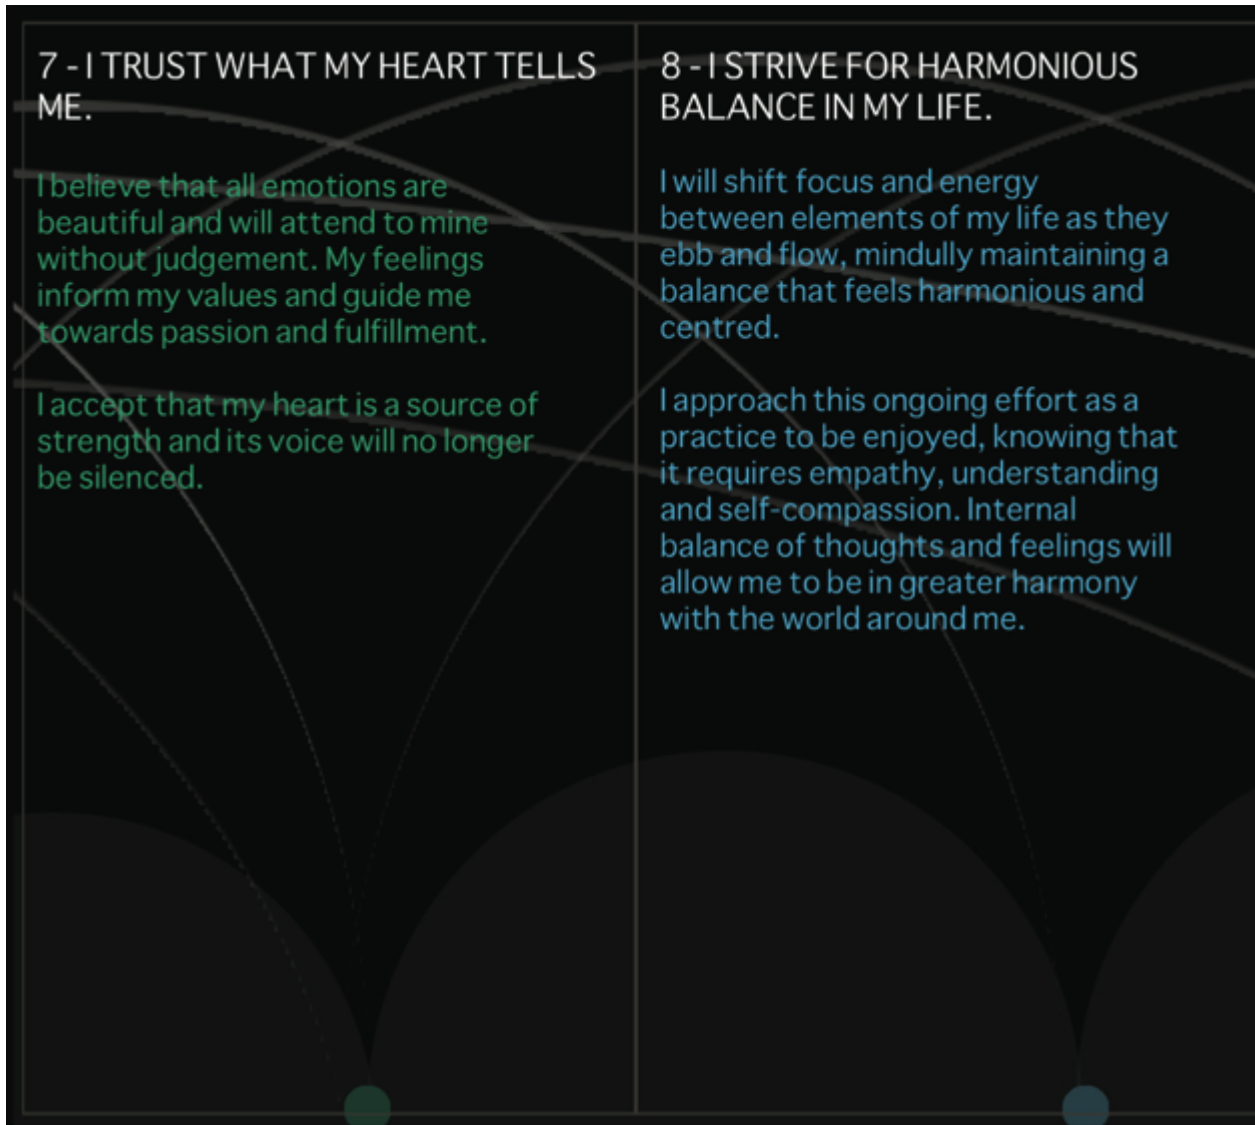 7 - I TRUST WHAT MY HEART TELLS
ME.
I believe that all emotions are
beautiful and will attend to mine
without judgement. My feelings
inform my values and guide me
towards passion and fulfillment.
I accept that my heart is a source of
strength and its voice will no longer
be silenced.
8 - I STRIVE FOR HARMONIOUS
BALANCE IN MY LIFE.
I will shift focus and energy
between elements of my life as they
ebb and flow, mindully maintaining a
balance that feels harmonious and
centred.
I approach this ongoing effort as a
practice to be enjoyed, knowing that
it requires empathy, understanding
and self-compassion. Internal
balance of thoughts and feelings will
allow me to be in greater harmony
with the world around me.